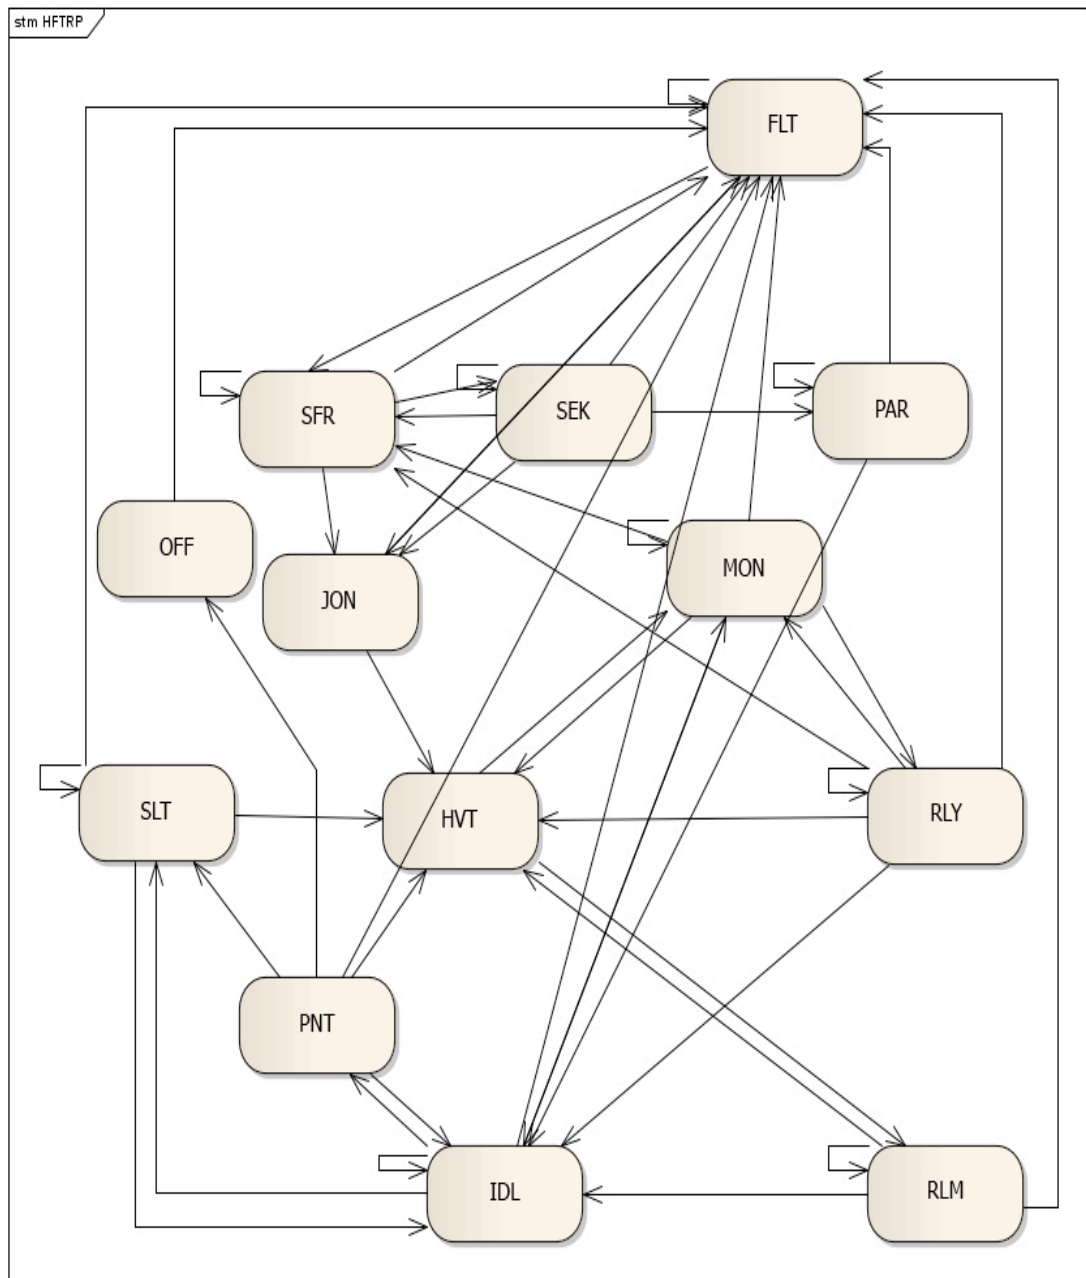 stm HFTRP
FLT
SFR
SEK
PAR
OFF
JON
MON
SLT
HVT
RLY
PNT
IDL
RLM